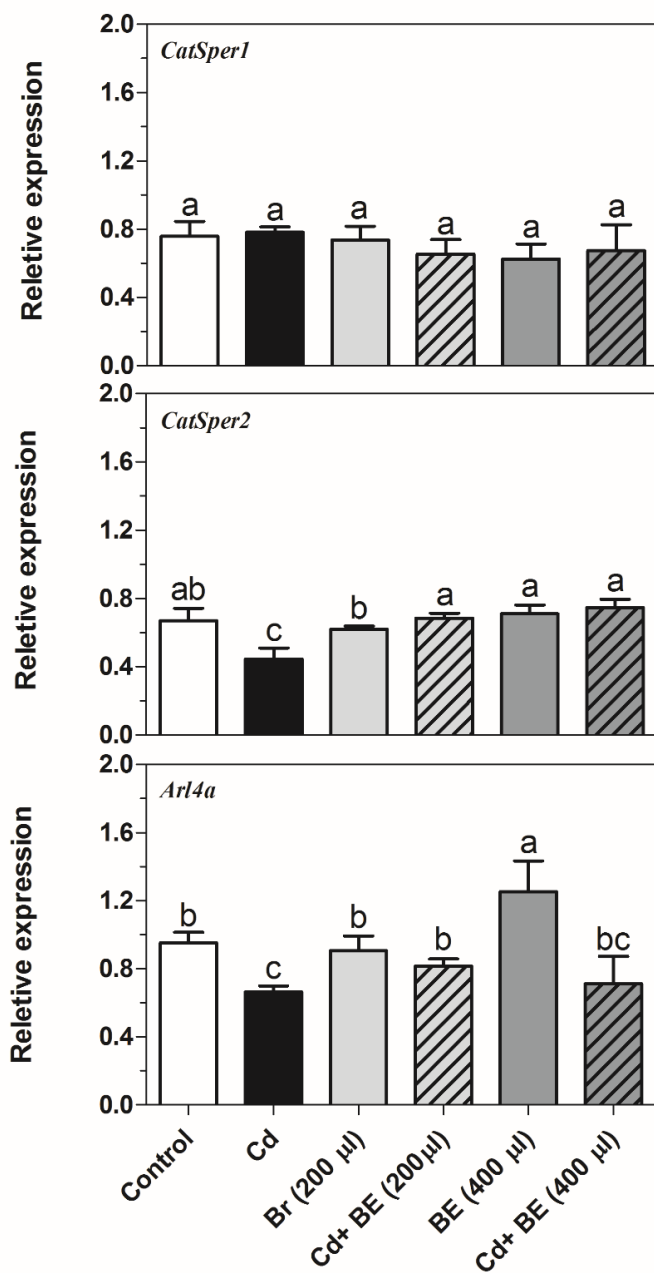 CatSper1
Reletive expression
2.0
1.6
1.2
0.8
0.4
0.0
a a a a a a
CatSper2
Reletive expression
2.0
1.6
1.2
0.8
0.4
0.0
ab c b a a a
Arl4a
Reletive expression
2.0
1.6
1.2
0.8
0.4
0.0
b c b b a bc
Control
Cd
Br (200 µl)
Cd+ BE (200µl)
BE (400 µl)
Cd+ BE (400 µl)